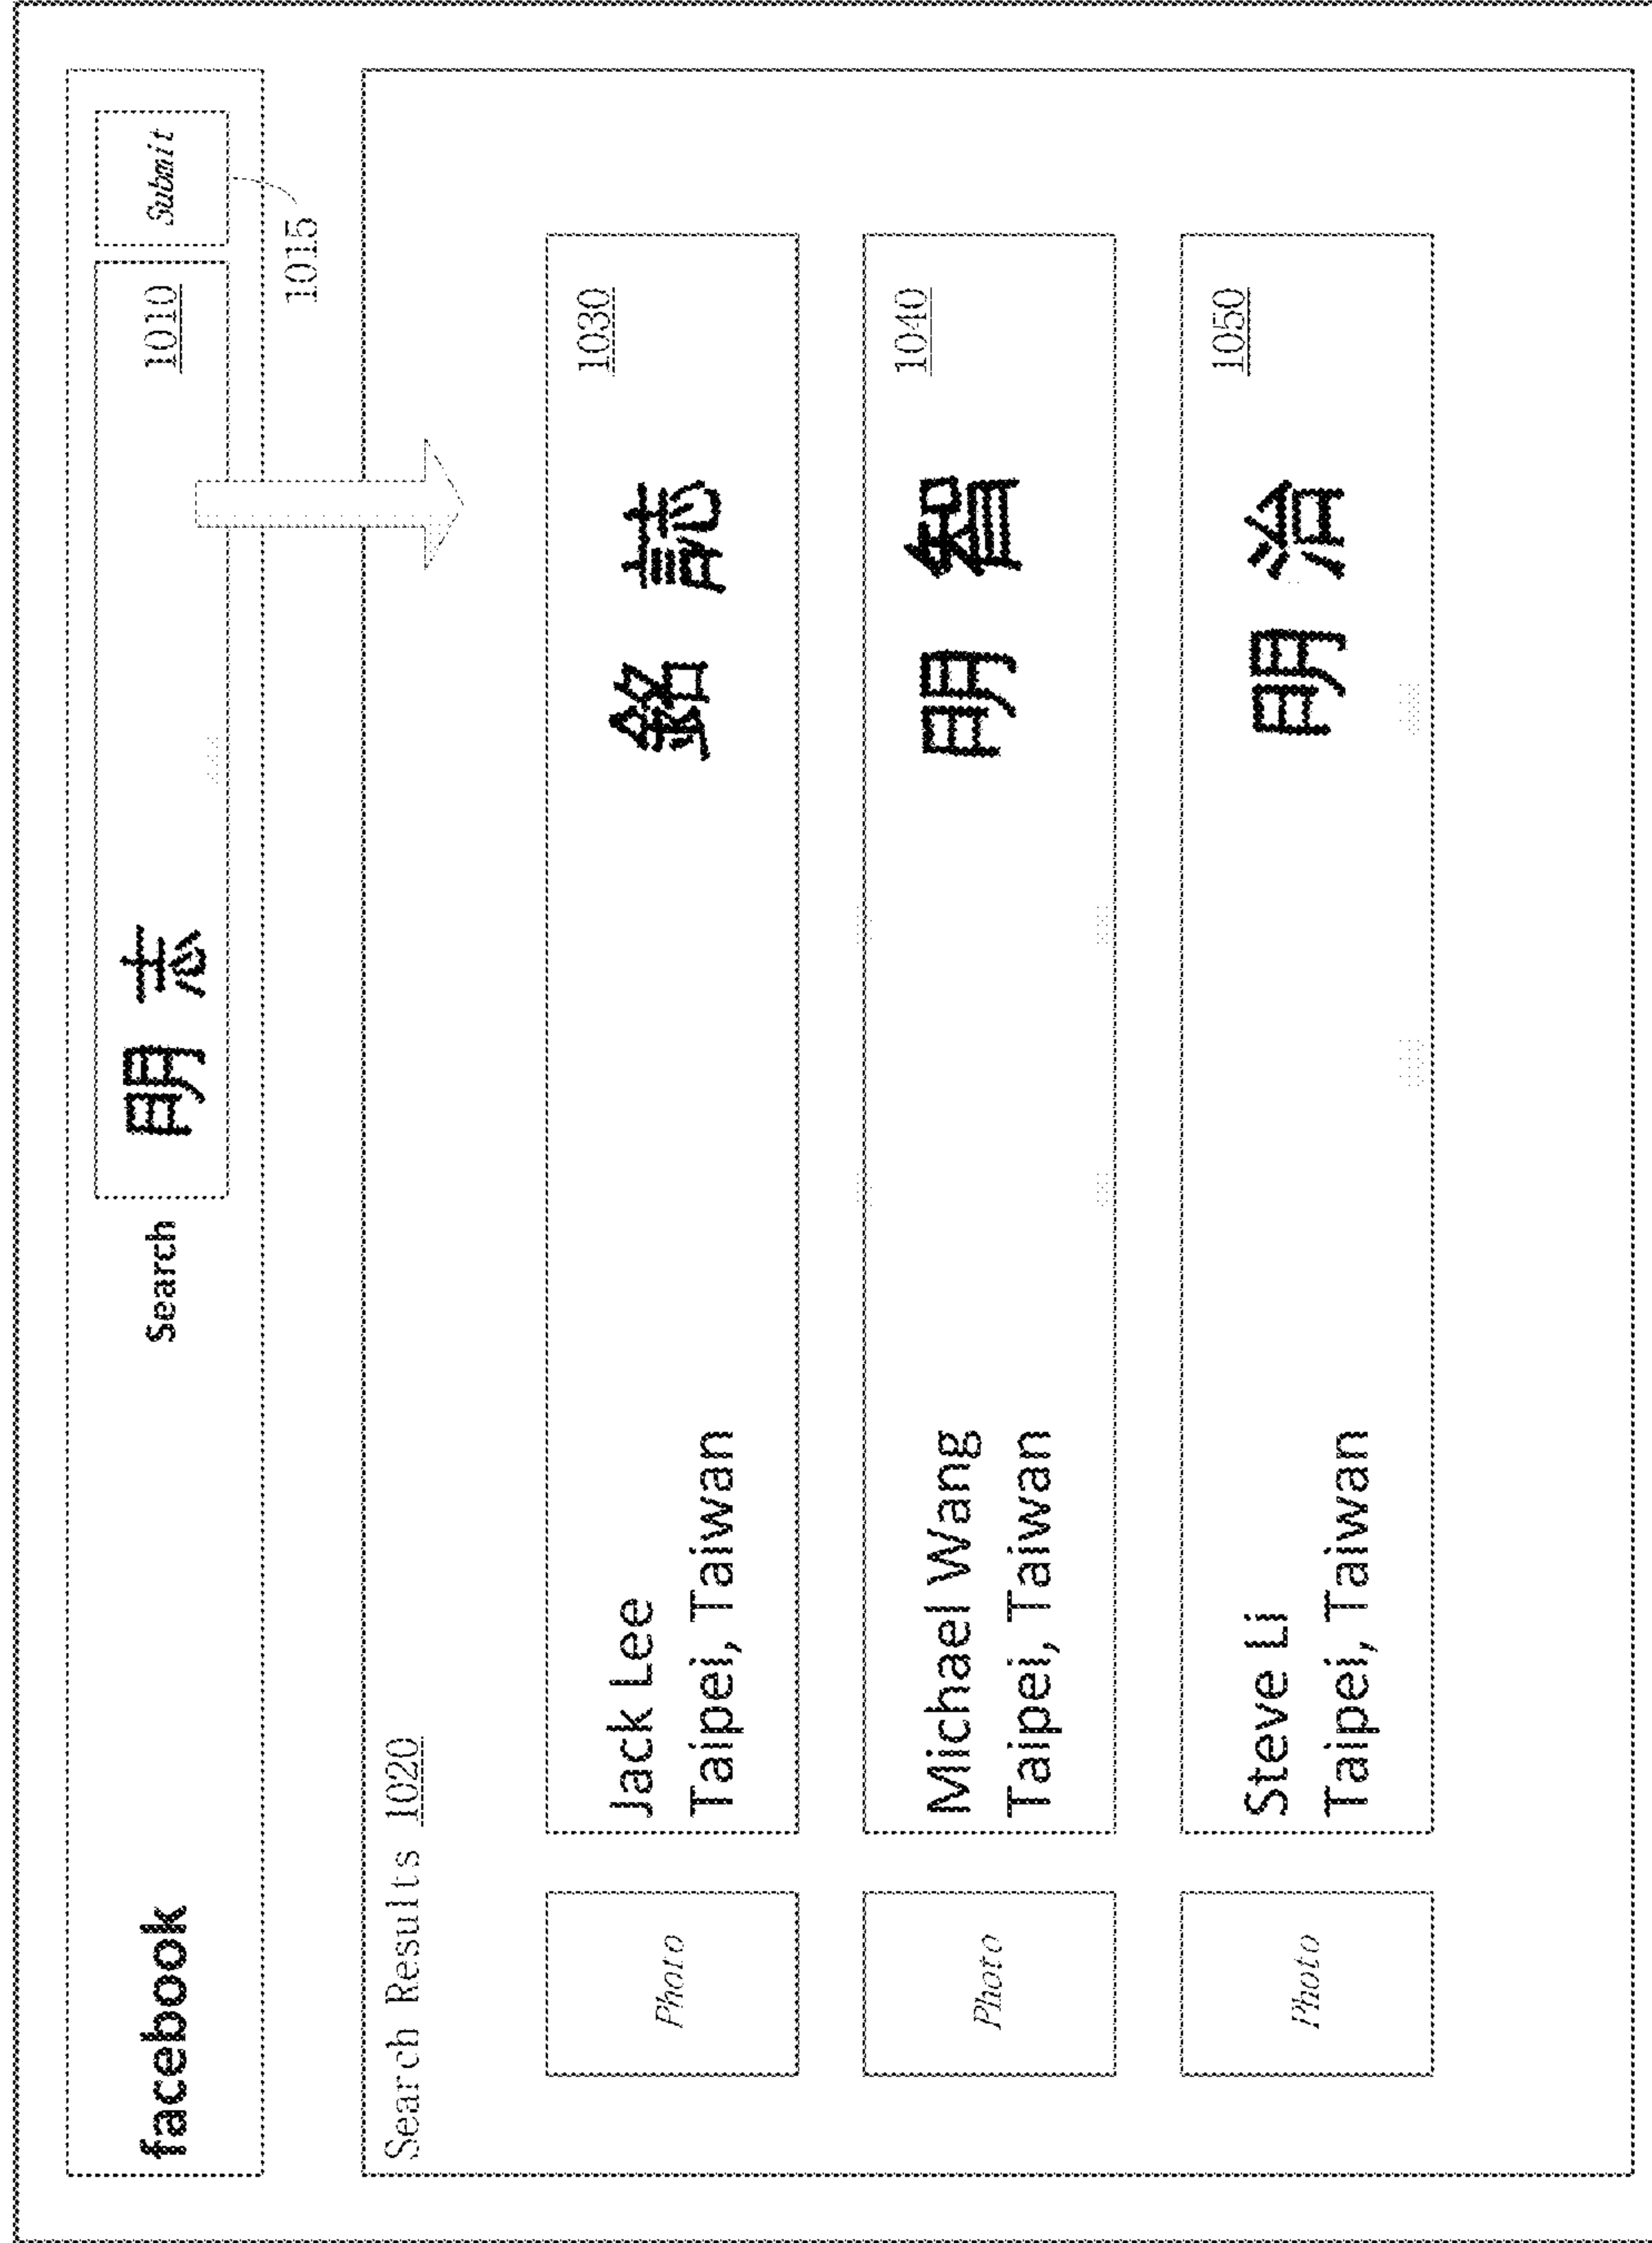 facebook
Search 明志 1010 Submit
1015
Search Results 1020
Photo
Jack Lee
Taipei, Taiwan
銘誌
1030
Photo
Michael Wang
Taipei, Taiwan
明智
1040
Photo
Steve Li
Taipei, Taiwan
明治
1050